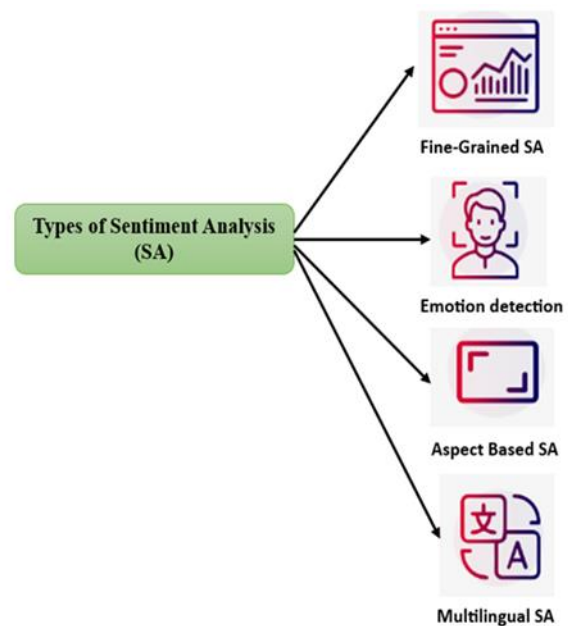 Types of Sentiment Analysis
(SA)
Fine-Grained SA
Emotion detection
Aspect Based SA
文
A
Multilingual SA